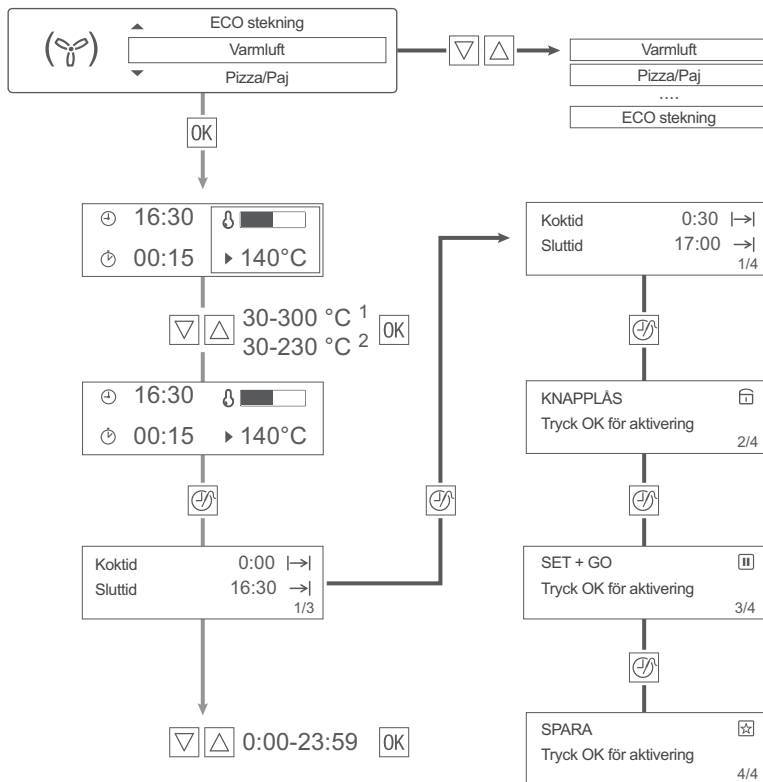 ECO stekning
Varmluft
Pizza/Paj
Varmluft
Pizza/Paj
....
ECO stekning
OK
16:30
00:15 140°C
30-300 °C 1
30-230 °C 2
OK
16:30
00:15 140°C
Koktid 0:00
Sluttid 16:30
1/3
0:00-23:59 OK
Koktid 0:30
Sluttid 17:00
1/4
KNAPPLÅS
Tryck OK för aktivering
2/4
SET + GO
Tryck OK för aktivering
3/4
SPARA
Tryck OK för aktivering
4/4